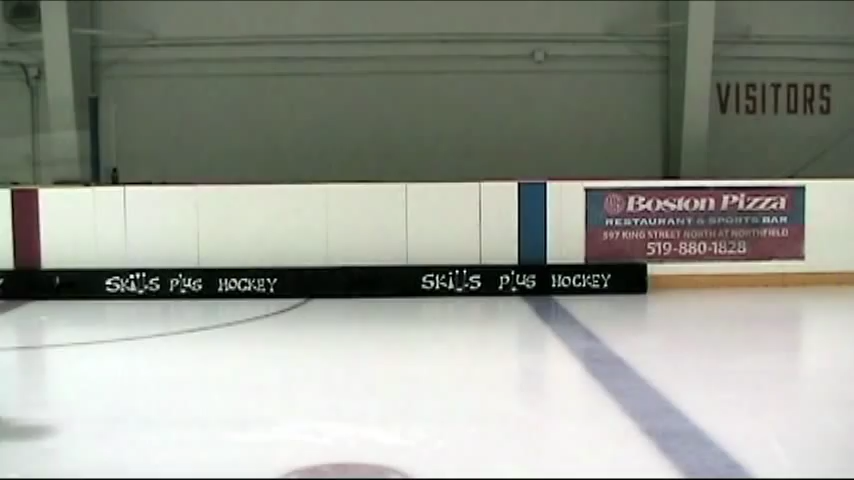 VISITORS
Boston Pizza
RESTAURANT & SPORTS BAR
597 KING STREET NORTH AT NORTHFIELD
519-880-1828
SKillS PluS HOCKEY
SKillS PluS HOCKEY